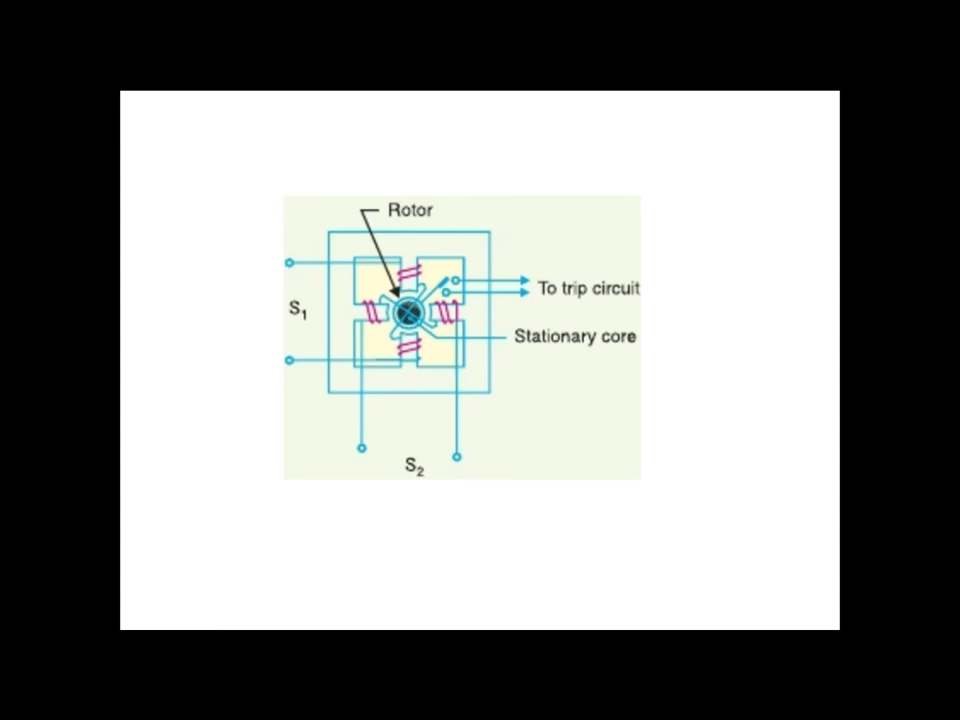 Rotor
To trip circuit
S₁
Stationary core
S₂